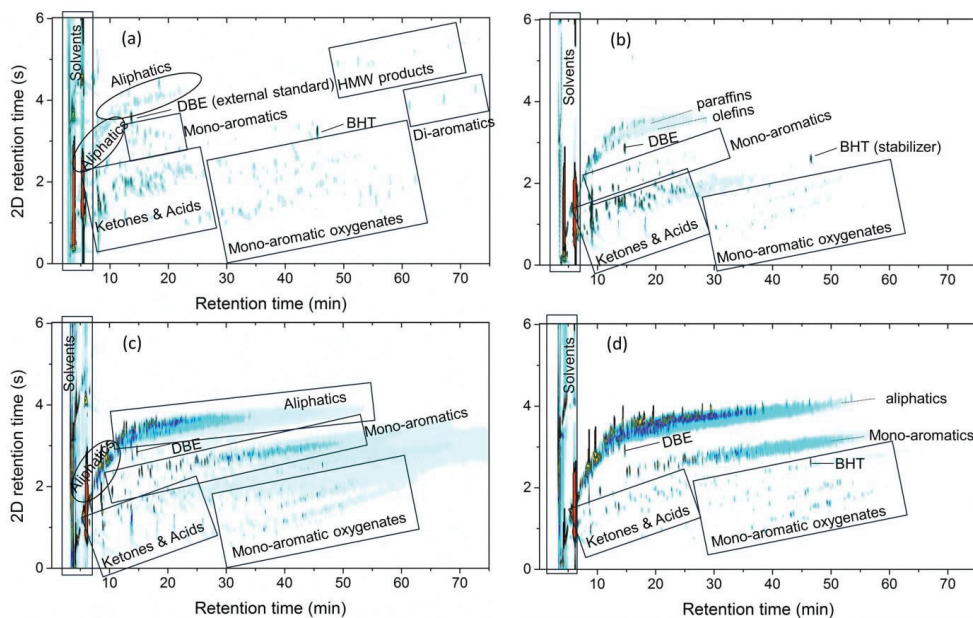 (a)
Solvents
Aliphatics
HMW products
DBE (external standard)
Mono-aromatics
Aliphatics
BHT
Di-aromatics
Ketones & Acids
Mono-aromatic oxygenates
2D retention time (s)
0
2
4
6
10
20
30
40
50
60
70
Retention time (min)
(b)
Solvents
paraffins
olefins
DBE
Mono-aromatics
BHT (stabilizer)
Ketones & Acids
Mono-aromatic oxygenates
0
2
4
6
10
20
30
40
50
60
70
Retention time (min)
(c)
Solvents
Aliphatics
Mono-aromatics
DBE
Aliphatics
Ketones & Acids
Mono-aromatic oxygenates
2D retention time (s)
0
2
4
6
10
20
30
40
50
60
70
Retention time (min)
(d)
Solvents
aliphatics
DBE
Mono-aromatics
BHT
Ketones & Acids
Mono-aromatic oxygenates
0
2
4
6
10
20
30
40
50
60
70
Retention time (min)